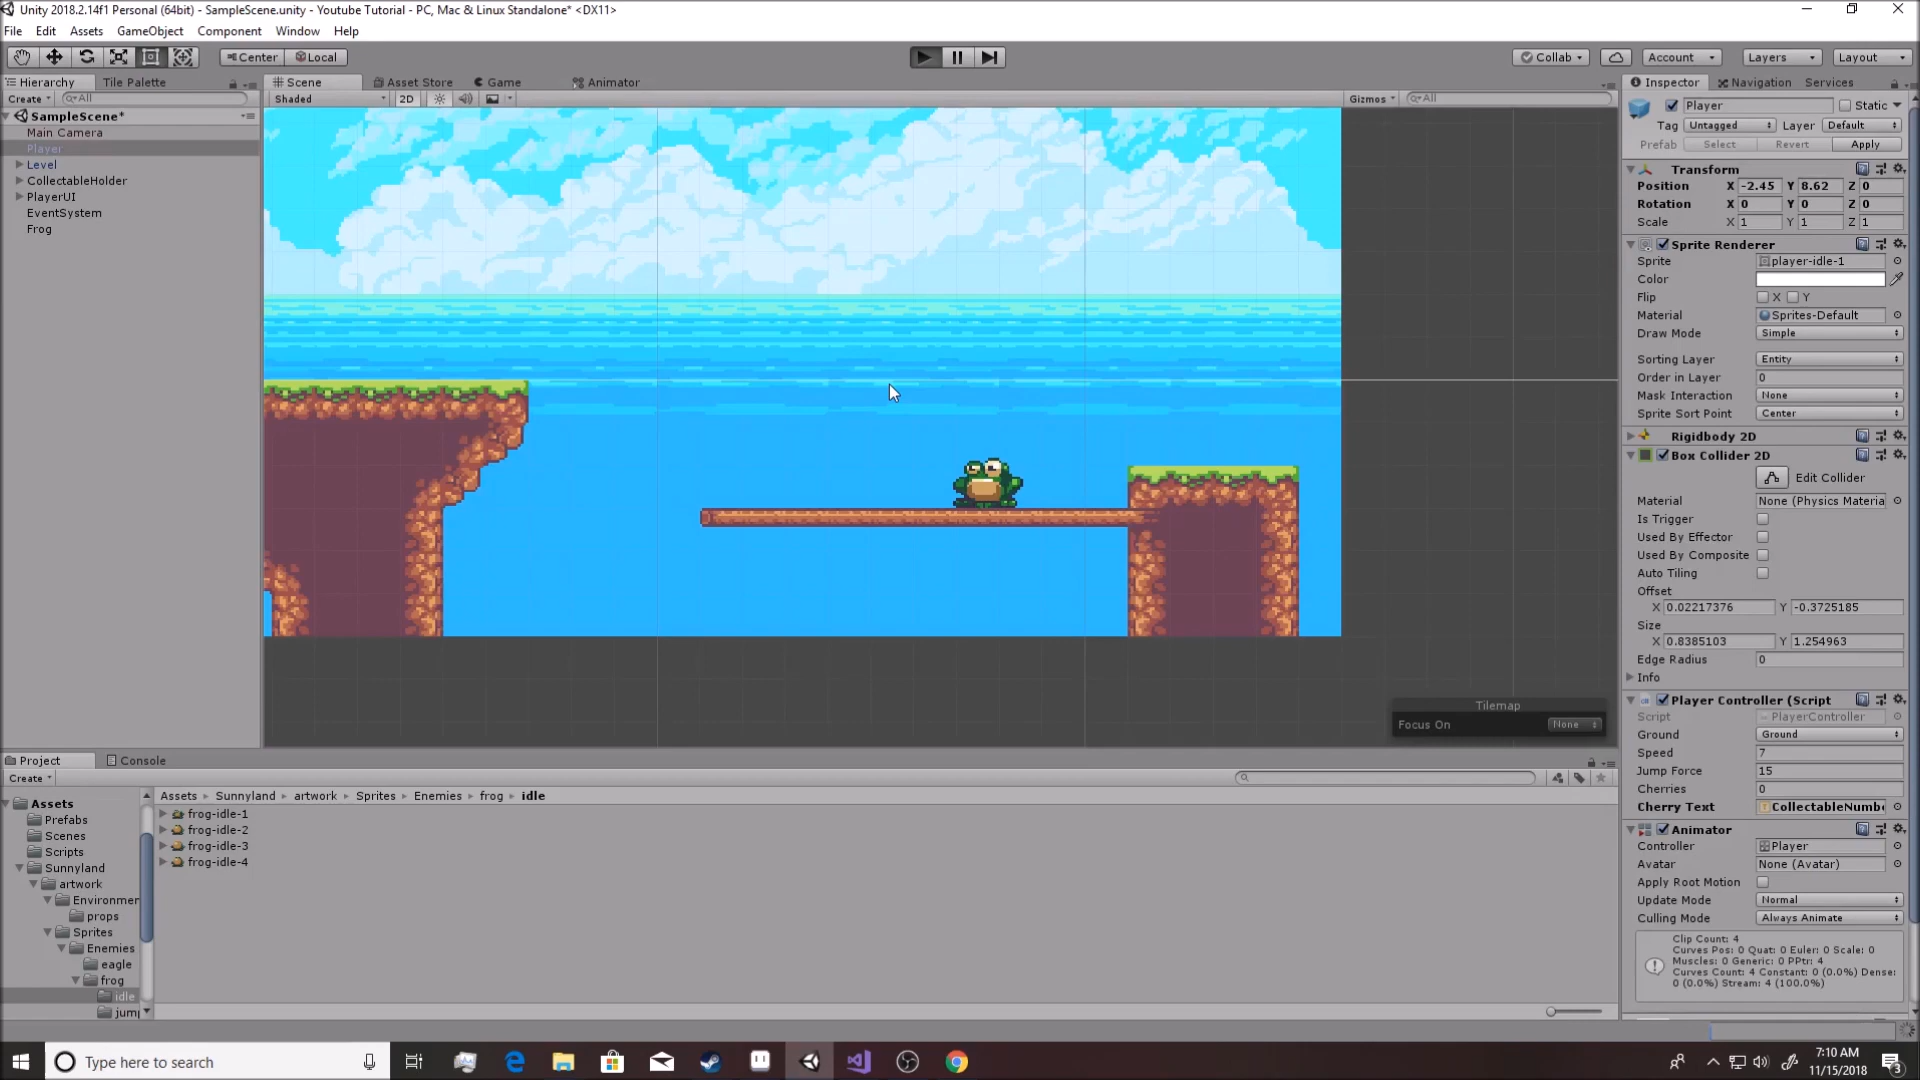 Unity 2018.2.14f1 Personal (64bit) - SampleScene.unity - Youtube Tutorial - PC, Mac & Linux Standalone* <DX11>
File Edit Assets GameObject Component Window Help
Center Local Collab Account Layers Layout
Hierarchy Tile Palette Scene Asset Store Game Animator Inspector Navigation Services
Create All Shaded 2D Gizmos All
SampleScene*
Main Camera
Player
Level
CollectableHolder
PlayerUI
EventSystem
Frog
Tilemap
Focus On None
Player Static
Tag Untagged Layer Default
Prefab Select Revert Apply
Transform
Position X -2.45 Y 8.62 Z 0
Rotation X 0 Y 0 Z 0
Scale X 1 Y 1 Z 1
Sprite Renderer
Sprite player-idle-1
Color
Flip X Y
Material Sprites-Default
Draw Mode Simple
Sorting Layer Entity
Order in Layer 0
Mask Interaction None
Sprite Sort Point Center
Rigidbody 2D
Box Collider 2D
Edit Collider
Material None (Physics Materia
Is Trigger
Used By Effector
Used By Composite
Auto Tiling
Offset
X 0.02217376 Y -0.3725185
Size
X 0.8385103 Y 1.254963
Edge Radius 0
Info
Player Controller (Script
Script PlayerController
Ground Ground
Speed 7
Jump Force 15
Cherries 0
Cherry Text CollectableNumb
Animator
Controller Player
Avatar None (Avatar)
Apply Root Motion
Update Mode Normal
Culling Mode Always Animate
Clip Count: 4
Curves Pos: 0 Quat: 0 Euler: 0 Scale: 0
Muscles: 0 Generic: 0 PPtr: 4
Curves Count: 4 Constant: 0 (0.0%) Dense:
0 (0.0%) Stream: 4 (100.0%)
Project Console
Create
Assets
Prefabs
Scenes
Scripts
Sunnyland
artwork
Environmen
props
Sprites
Enemies
eagle
frog
idle
jump
Assets Sunnyland artwork Sprites Enemies frog idle
frog-idle-1
frog-idle-2
frog-idle-3
frog-idle-4
Type here to search
7:10 AM
11/15/2018
3